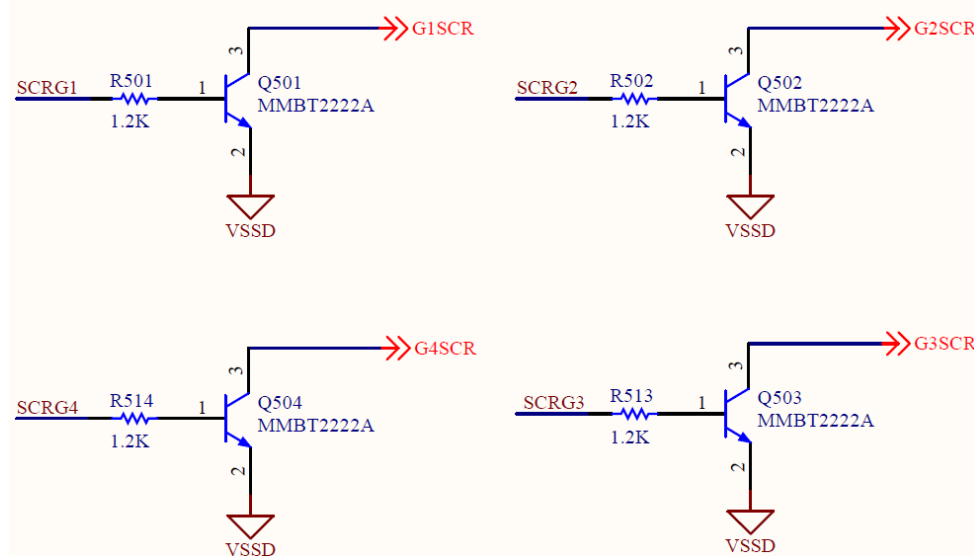 G1SCR
3
SCRG1
R501
1.2K
1
Q501
MMBT2222A
2
VSSD
G2SCR
3
SCRG2
R502
1.2K
1
Q502
MMBT2222A
2
VSSD
G4SCR
3
SCRG4
R514
1.2K
1
Q504
MMBT2222A
2
VSSD
G3SCR
3
SCRG3
R513
1.2K
1
Q503
MMBT2222A
2
VSSD